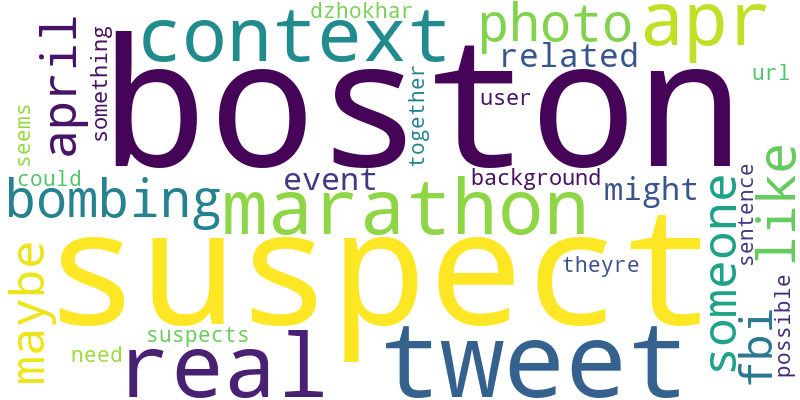 dzhokhar
context
photo
apr
april
something
boston
related
user
url
together
seems
could
bombing
event
background
might
marathon
someone
sentence
like
suspect
theyre
maybe
suspects
need
real
tweet
fbi
possible